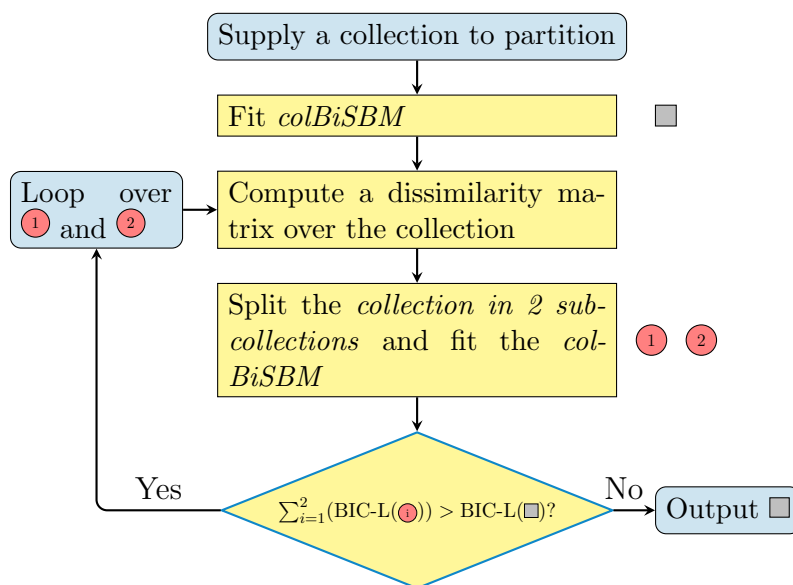 Supply a collection to partition
Fit colBiSBM
Loop over
1 and 2
Compute a dissimilarity ma-
trix over the collection
Split the collection in 2 sub-
collections and fit the col-
BiSBM
1 2
Yes
∑_{i=1}^{2}(BIC-L(i)) > BIC-L(■)?
No
Output ■